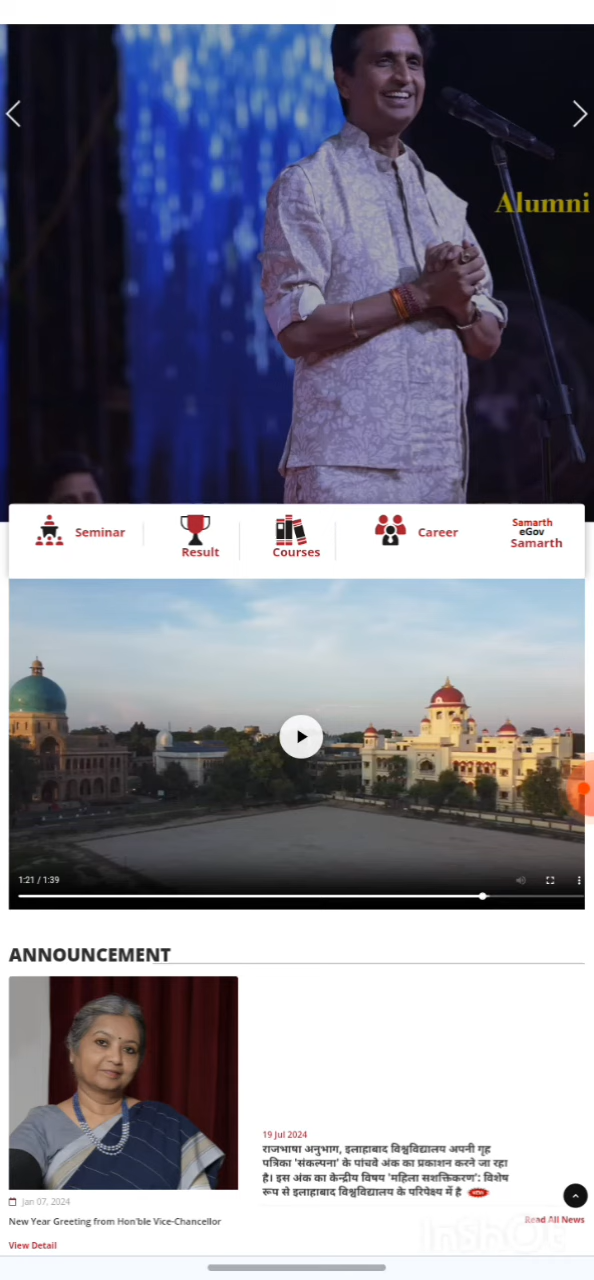 Alumni
Seminar
Result
Courses
Career
Samarth
eGov
Samarth
1:21 / 1:39
ANNOUNCEMENT
Jan 07, 2024
New Year Greeting from Hon'ble Vice-Chancellor
View Detail
19 Jul 2024
राजभाषा अनुभाग, इलाहाबाद विश्वविद्यालय अपनी गृह
पत्रिका 'संकल्पना' के पांचवे अंक का प्रकाशन करने जा रहा
है। इस अंक का केन्द्रीय विषय 'महिला सशक्तिकरण': विशेष
रूप से इलाहाबाद विश्वविद्यालय के परिपेक्ष्य में है
Read All News
InShOt